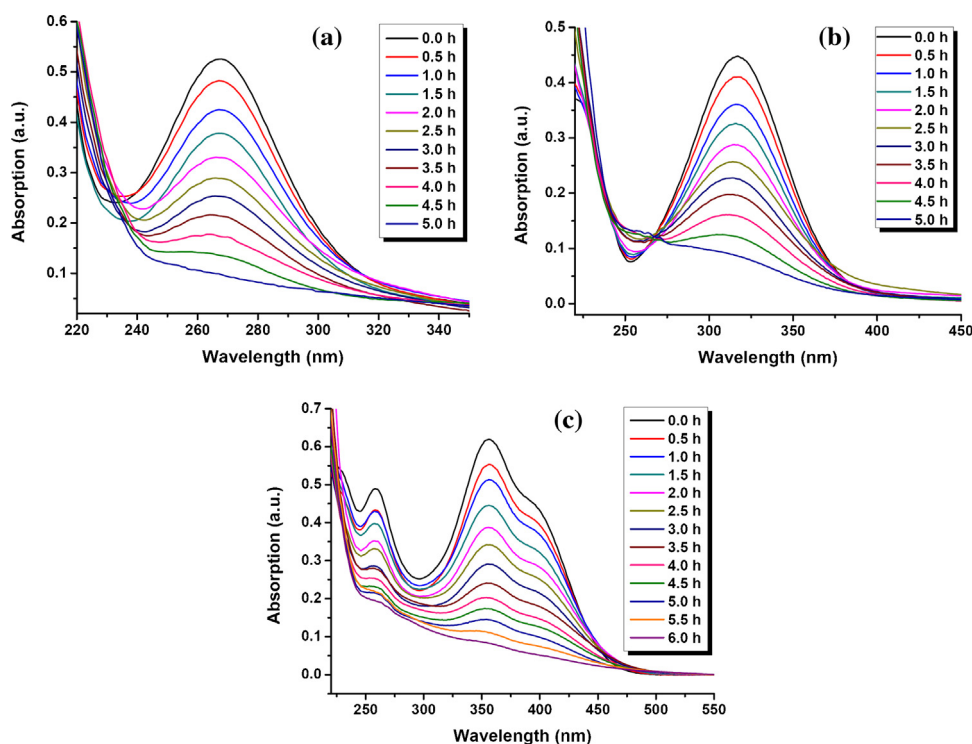 (a)
0.6
0.5
0.4
0.3
0.2
0.1
Absorption (a.u.)
220 240 260 280 300 320 340
Wavelength (nm)
0.0 h
0.5 h
1.0 h
1.5 h
2.0 h
2.5 h
3.0 h
3.5 h
4.0 h
4.5 h
5.0 h
(b)
0.5
0.4
0.3
0.2
0.1
0.0
Absorption (a.u.)
250 300 350 400 450
Wavelength (nm)
0.0 h
0.5 h
1.0 h
1.5 h
2.0 h
2.5 h
3.0 h
3.5 h
4.0 h
4.5 h
5.0 h
(c)
0.7
0.6
0.5
0.4
0.3
0.2
0.1
0.0
Absorption (a.u.)
250 300 350 400 450 500 550
Wavelength (nm)
0.0 h
0.5 h
1.0 h
1.5 h
2.0 h
2.5 h
3.0 h
3.5 h
4.0 h
4.5 h
5.0 h
5.5 h
6.0 h